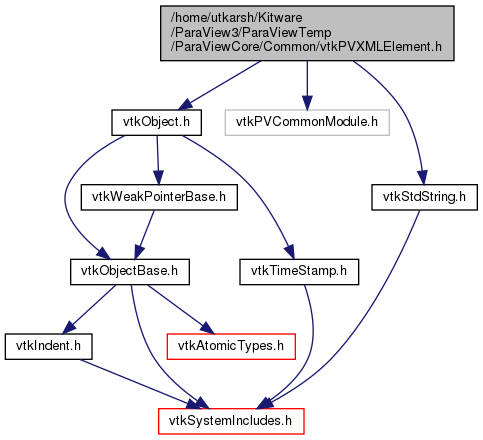 /home/utkarsh/Kitware
/ParaView3/ParaViewTemp
/ParaViewCore/Common/vtkPVXMLElement.h
vtkObject.h
vtkPVCommonModule.h
vtkWeakPointerBase.h
vtkStdString.h
vtkObjectBase.h
vtkTimeStamp.h
vtkIndent.h
vtkAtomicTypes.h
vtkSystemIncludes.h